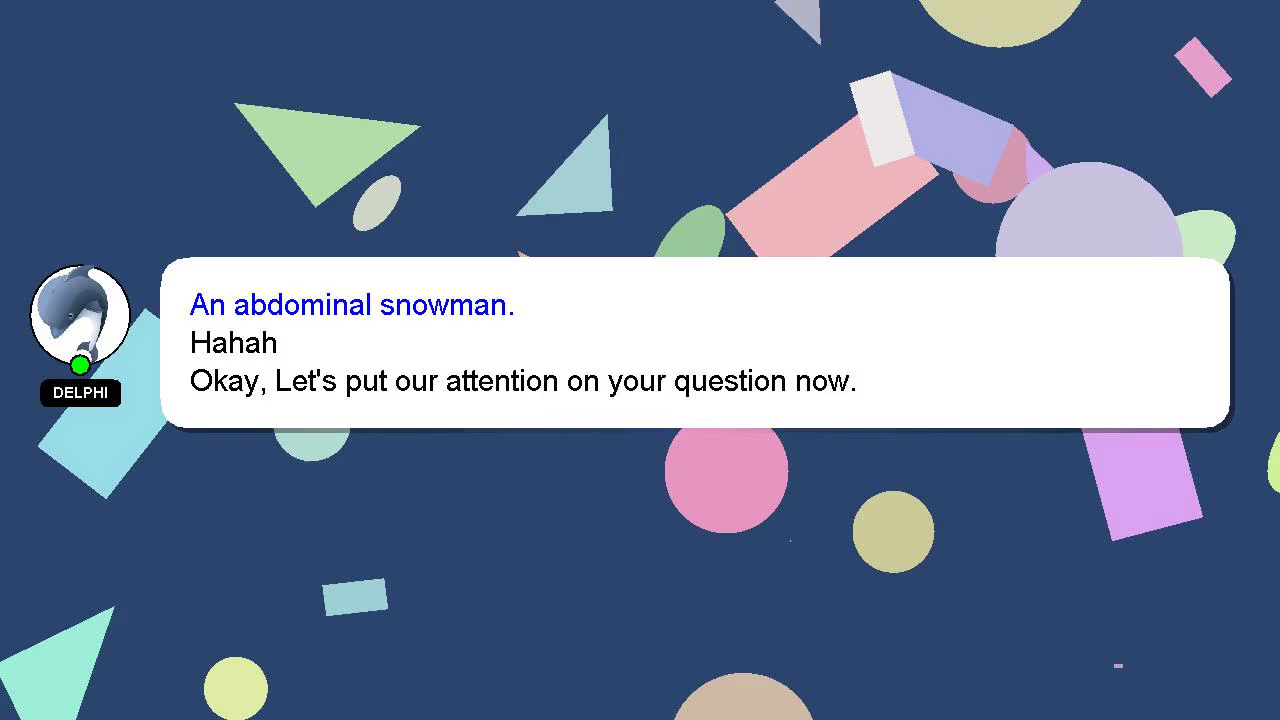 An abdominal snowman.
Hahah
Okay, Let's put our attention on your question now.
DELPHI